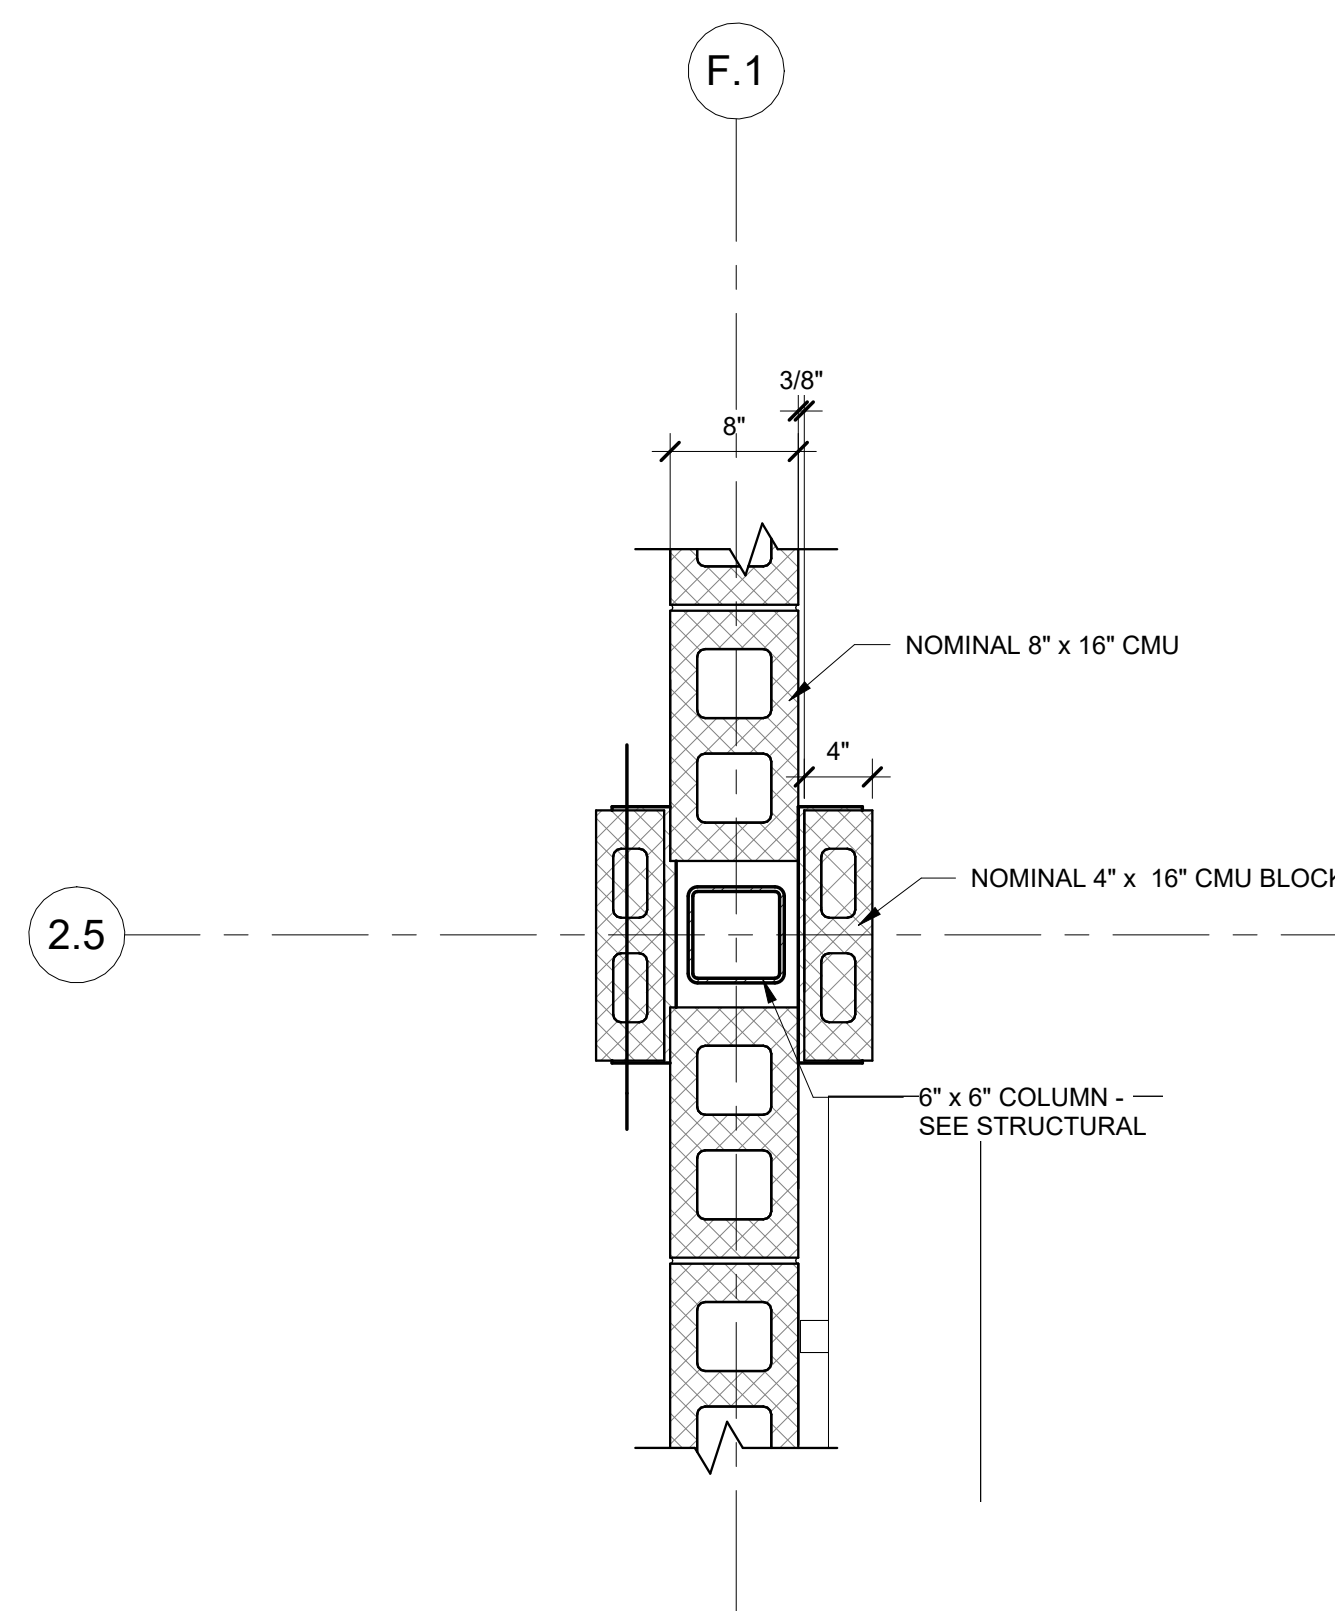 F.1
3/8"
8"
NOMINAL 8" x 16" CMU
4"
NOMINAL 4" x  16" CMU BLOCK
2.5
6" x 6" COLUMN -
SEE STRUCTURAL